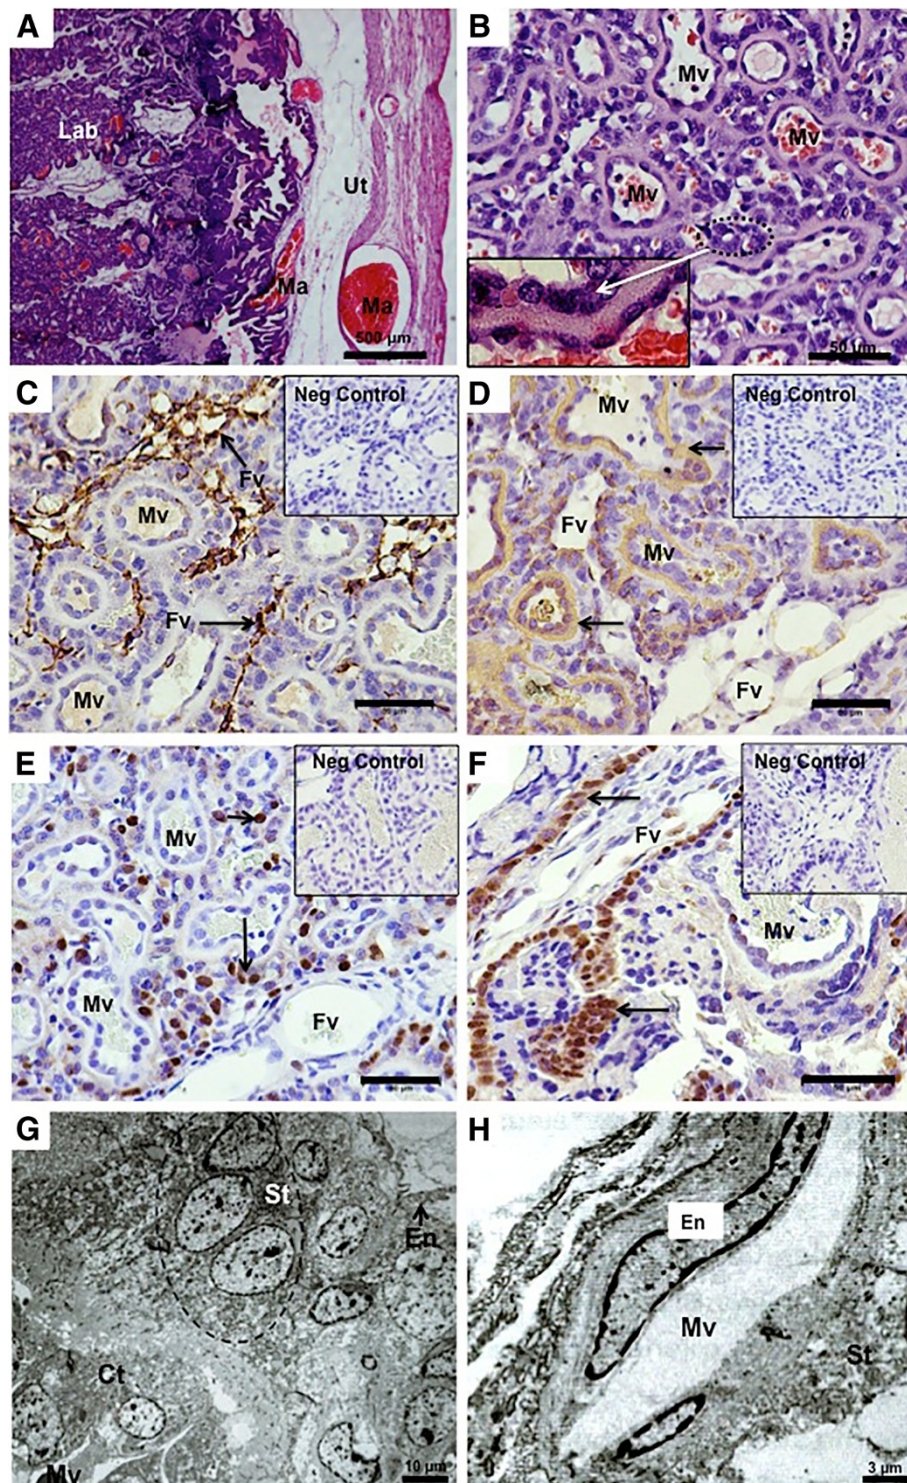 A
Lab
Ut
Ma
Ma
500 µm
B
Mv
Mv
Mv
50 µm
C
Neg Control
Fv
Mv
Fv
Mv
D
Neg Control
Mv
Fv
Mv
Fv
E
Neg Control
Mv
Mv
Fv
F
Neg Control
Fv
Mv
G
St
En
Ct
Mv
10 µm
H
En
Mv
St
3 µm